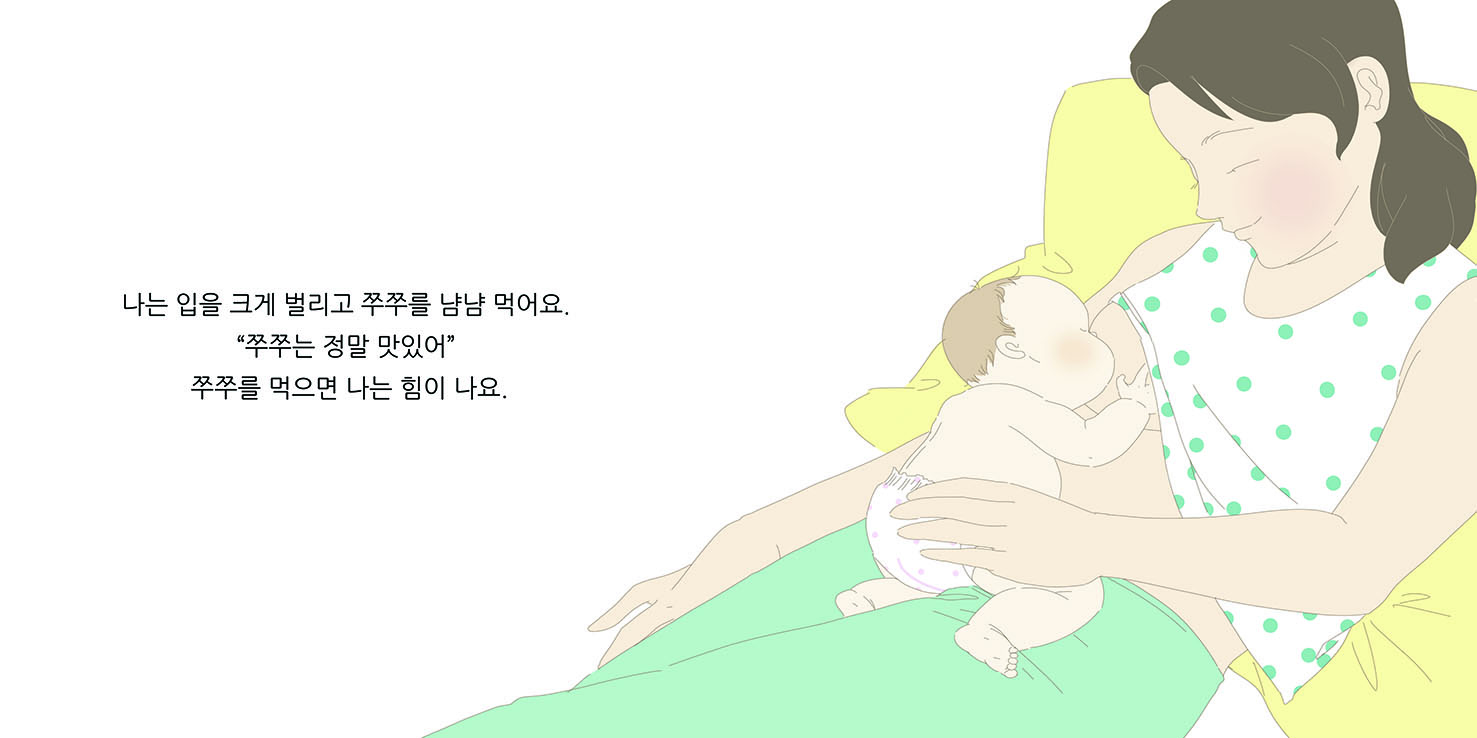 나는 입을 크게 벌리고 쭈쭈를 냠냠 먹어요.
“쭈쭈는 정말 맛있어”
쭈쭈를 먹으면 나는 힘이 나요.